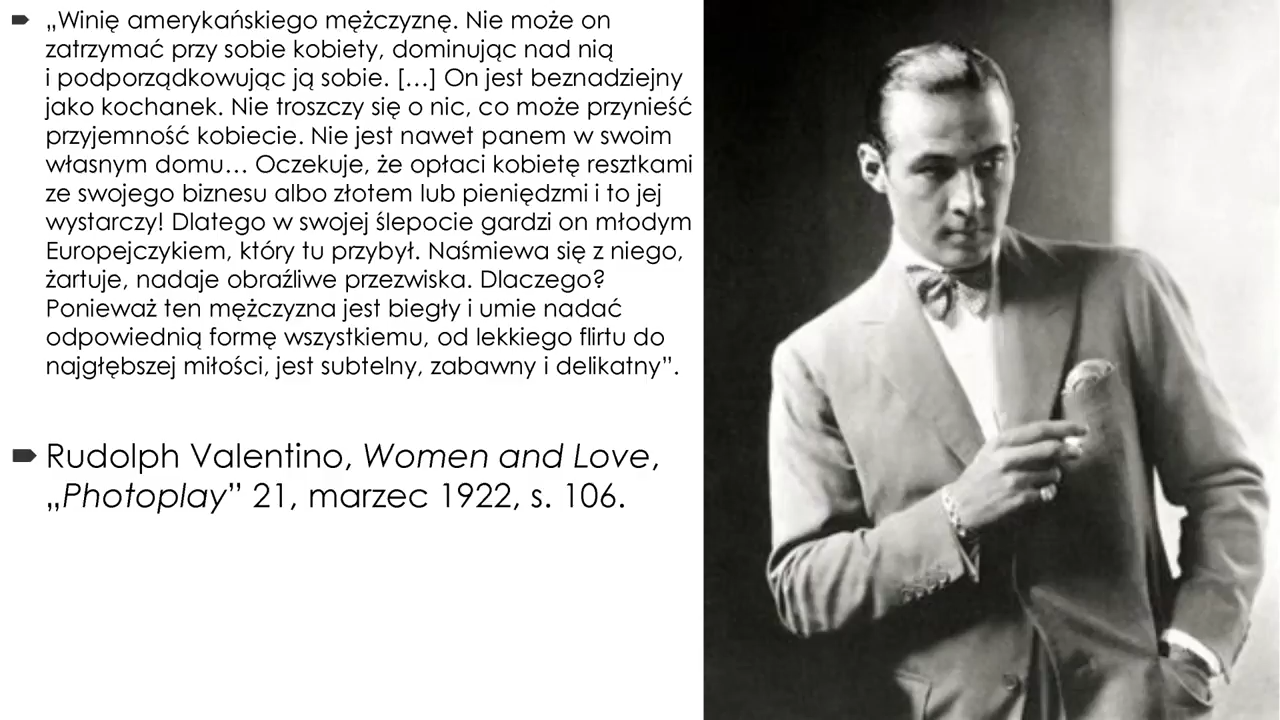 „Winię amerykańskiego mężczyznę. Nie może on
zatrzymać przy sobie kobiety, dominując nad nią
i podporządkowując ją sobie. […] On jest beznadziejny
jako kochanek. Nie troszczy się o nic, co może przynieść
przyjemność kobiecie. Nie jest nawet panem w swoim
własnym domu… Oczekuje, że opłaci kobietę resztkami
ze swojego biznesu albo złotem lub pieniędzmi i to jej
wystarczy! Dlatego w swojej ślepocie gardzi on młodym
Europejczykiem, który tu przybył. Naśmiewa się z niego,
żartuje, nadaje obraźliwe przezwiska. Dlaczego?
Ponieważ ten mężczyzna jest biegły i umie nadać
odpowiednią formę wszystkiemu, od lekkiego flirtu do
najgłębszej miłości, jest subtelny, zabawny i delikatny”.
Rudolph Valentino, Women and Love,
„Photoplay” 21, marzec 1922, s. 106.